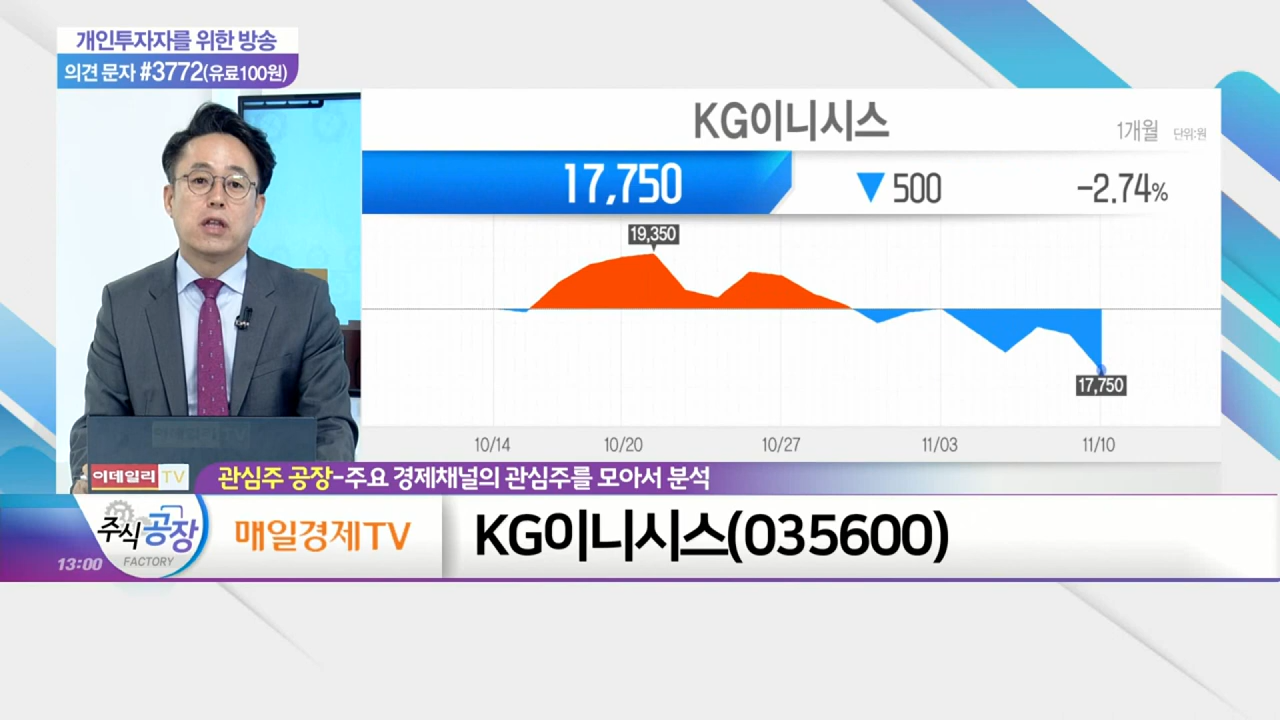 개인투자자를 위한 방송
의견 문자 #3772(유료100원)
KG이니시스
1개월 단위:원
17,750 ▼500 -2.74%
19,350
17,750
10/14 10/20 10/27 11/03 11/10
이데일리TV
이데일리 TV
관심주 공장-주요 경제채널의 관심주를 모아서 분석
주식공장
FACTORY
13:00
매일경제TV
KG이니시스(035600)